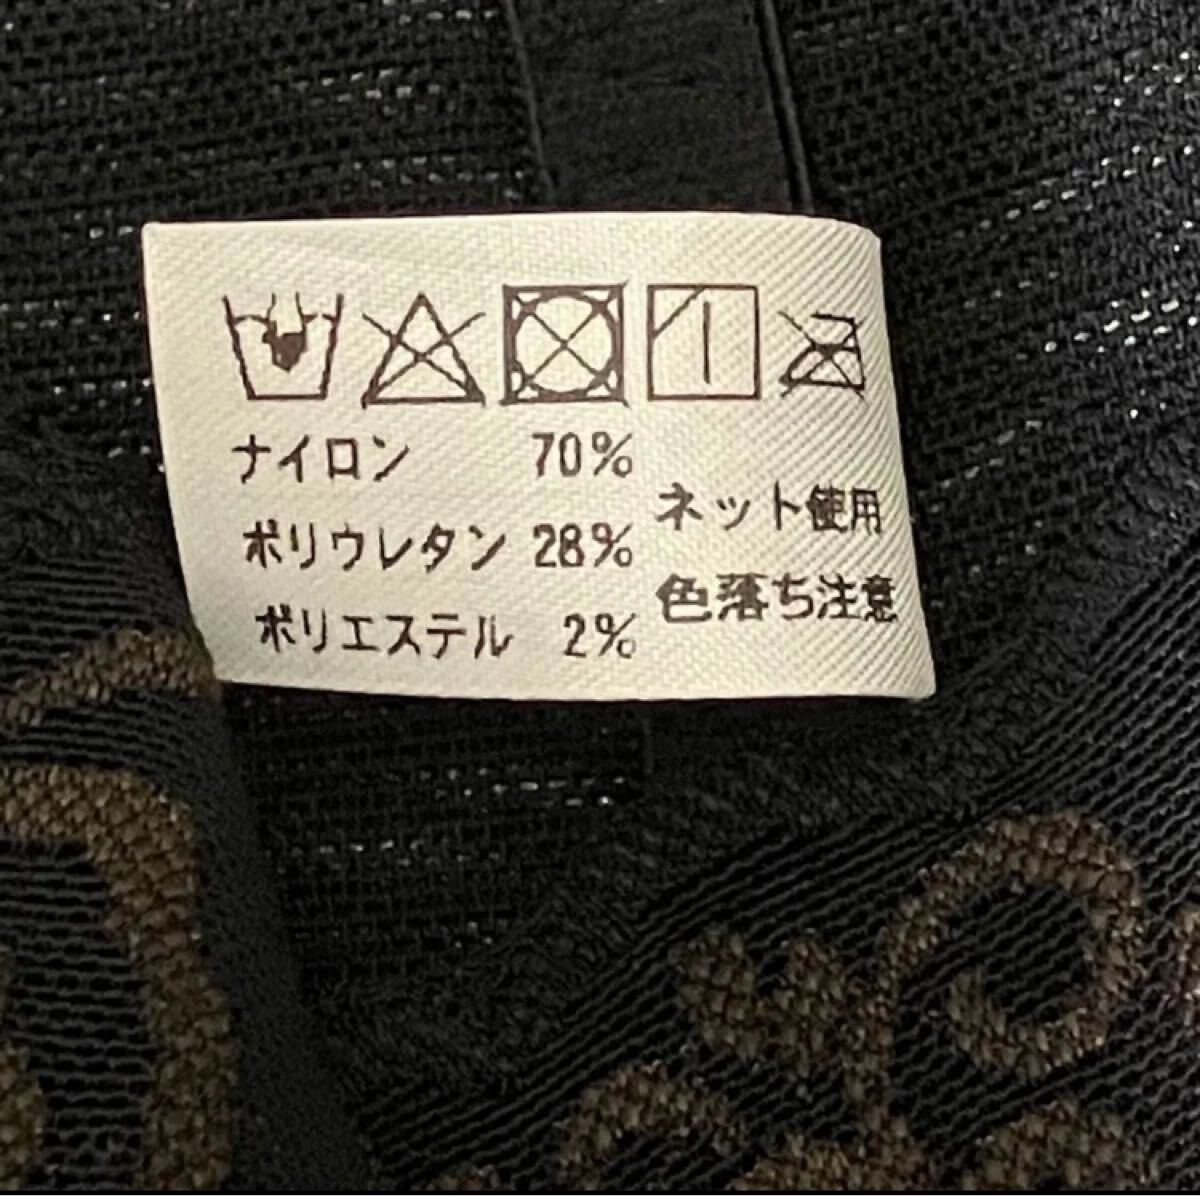 ナイロン 70%
ポリウレタン 28%
ポリエステル 2%
ネット使用
色落ち注意